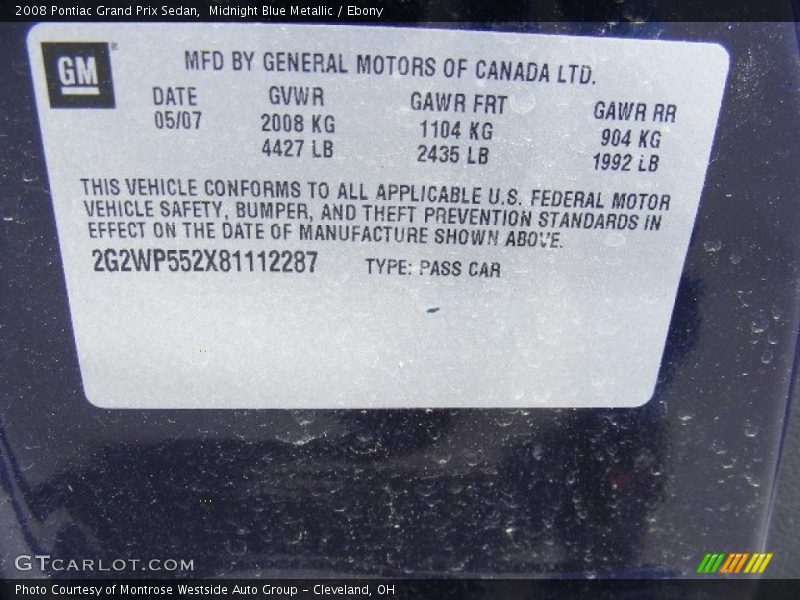 2008 Pontiac Grand Prix Sedan, Midnight Blue Metallic / Ebony
GM
MFD BY GENERAL MOTORS OF CANADA LTD.
DATE GVWR GAWR FRT GAWR RR
05/07 2008 KG 1104 KG 904 KG
4427 LB 2435 LB 1992 LB
THIS VEHICLE CONFORMS TO ALL APPLICABLE U.S. FEDERAL MOTOR
VEHICLE SAFETY, BUMPER, AND THEFT PREVENTION STANDARDS IN
EFFECT ON THE DATE OF MANUFACTURE SHOWN ABOVE.
2G2WP552X81112287 TYPE: PASS CAR
GTCARLOT.COM
Photo Courtesy of Montrose Westside Auto Group - Cleveland, OH